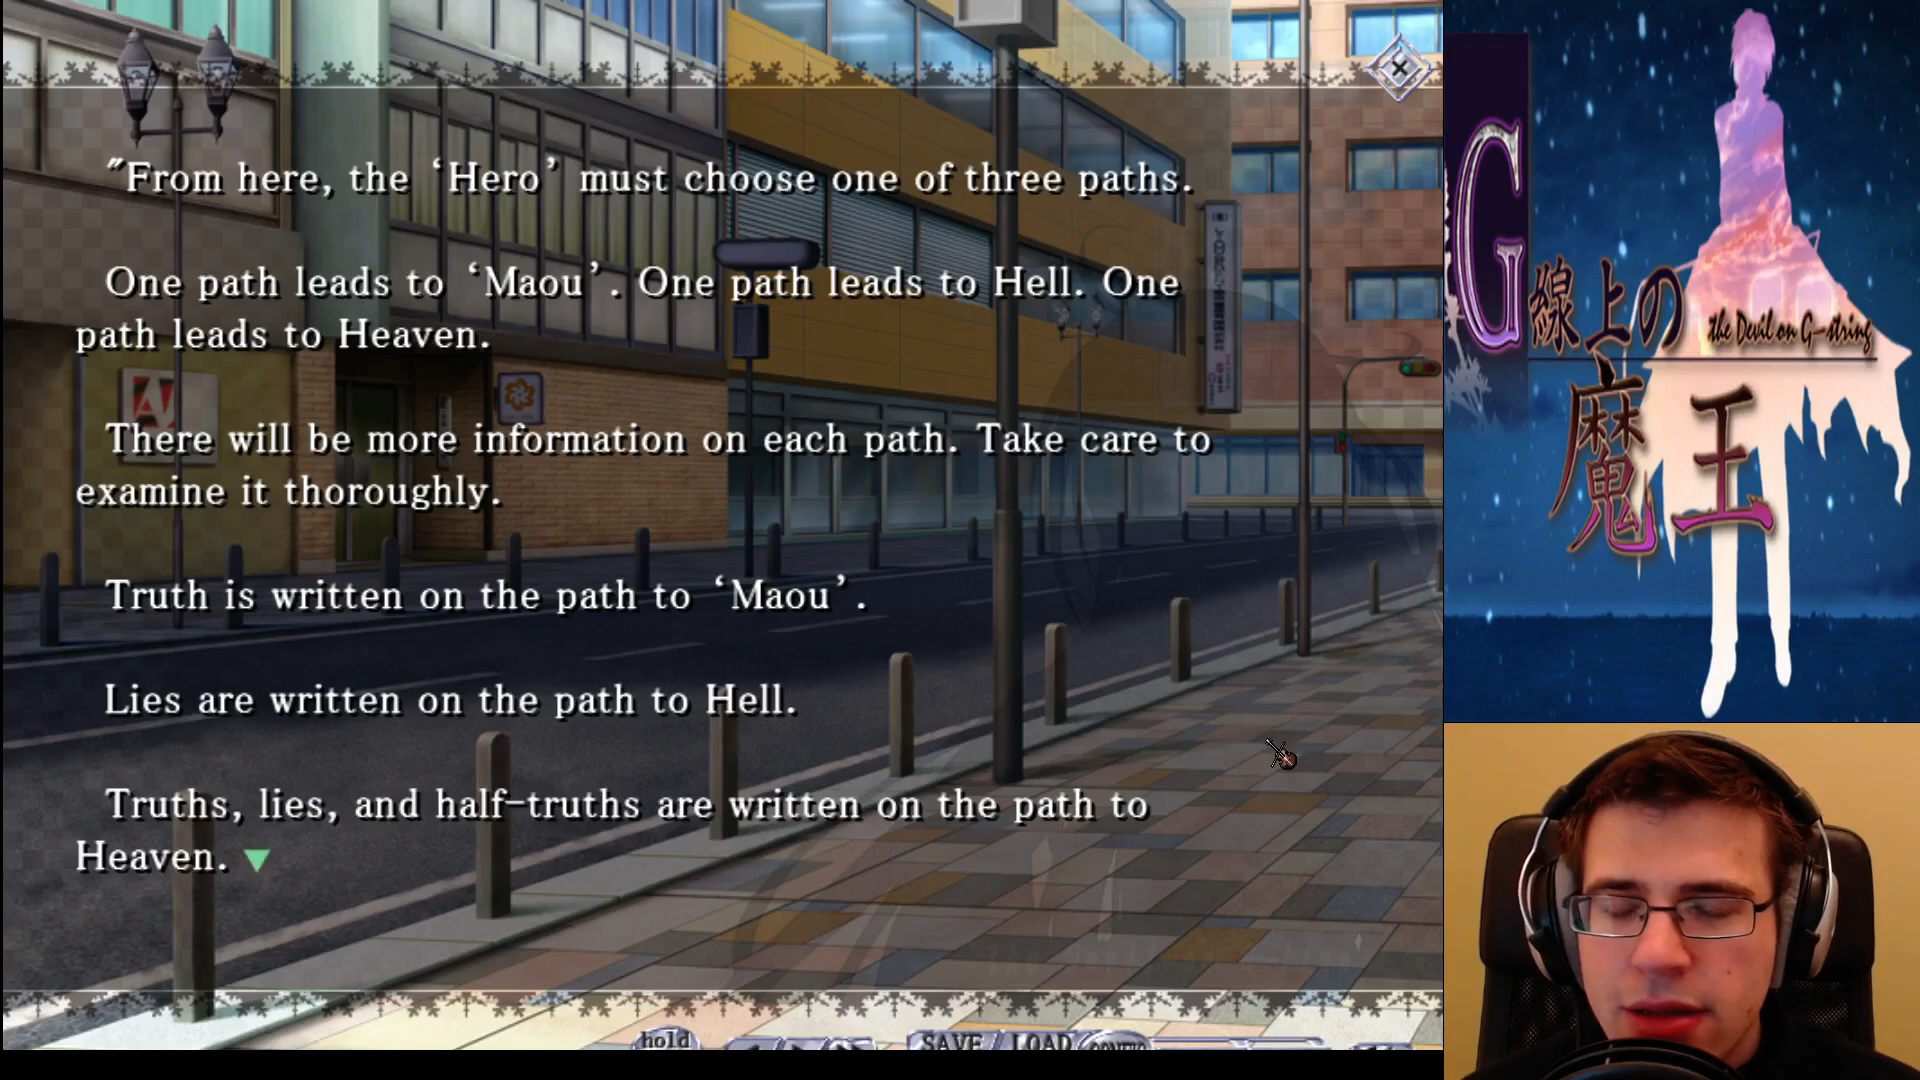 "From here, the ‘Hero’ must choose one of three paths.
One path leads to ‘Maou’. One path leads to Hell. One
path leads to Heaven.
There will be more information on each path. Take care to
examine it thoroughly.
Truth is written on the path to ‘Maou’.
Lies are written on the path to Hell.
Truths, lies, and half-truths are written on the path to
Heaven.
hold
SAVE
LOAD
G線上の
the Devil on G-string
魔王